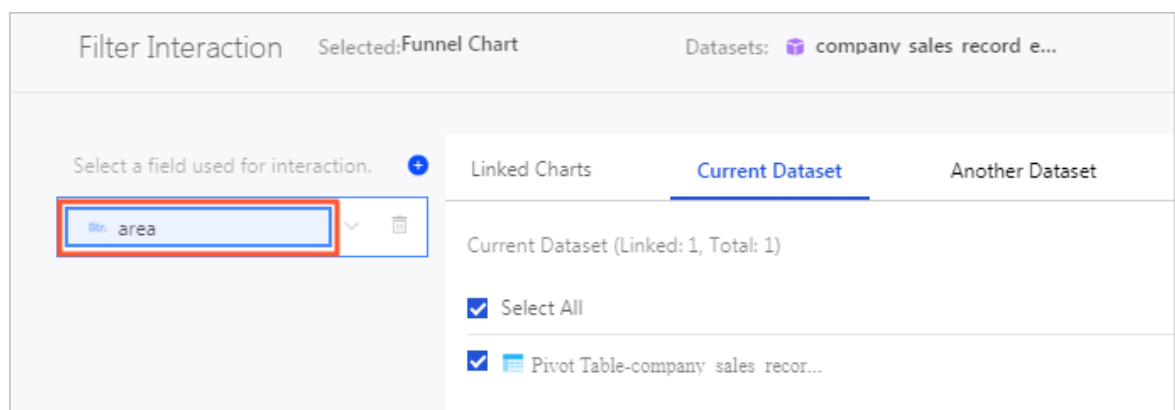 Filter Interaction Selected:Funnel Chart Datasets: company sales record e...
Select a field used for interaction. Linked Charts Current Dataset Another Dataset
Str. area
Current Dataset (Linked: 1, Total: 1)
Select All
Pivot Table-company sales recor...